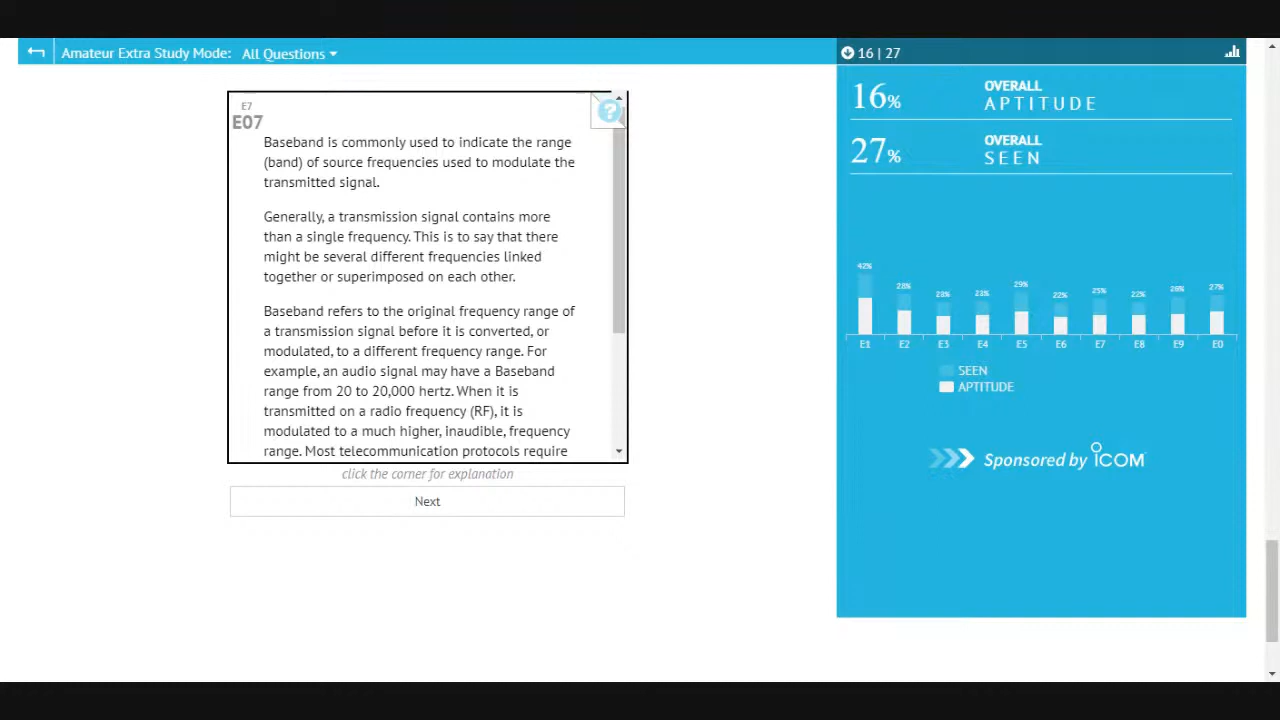 Amateur Extra Study Mode: All Questions
16 | 27
E7
E07
?
Baseband is commonly used to indicate the range
(band) of source frequencies used to modulate the
transmitted signal.
Generally, a transmission signal contains more
than a single frequency. This is to say that there
might be several different frequencies linked
together or superimposed on each other.
Baseband refers to the original frequency range of
a transmission signal before it is converted, or
modulated, to a different frequency range. For
example, an audio signal may have a Baseband
range from 20 to 20,000 hertz. When it is
transmitted on a radio frequency (RF), it is
modulated to a much higher, inaudible, frequency
range. Most telecommunication protocols require
click the corner for explanation
Next
16% OVERALL APTITUDE
27% OVERALL SEEN
42% 28% 28% 23% 29% 22% 25% 22% 26% 27%
E1 E2 E3 E4 E5 E6 E7 E8 E9 E0
SEEN
APTITUDE
Sponsored by ICOM